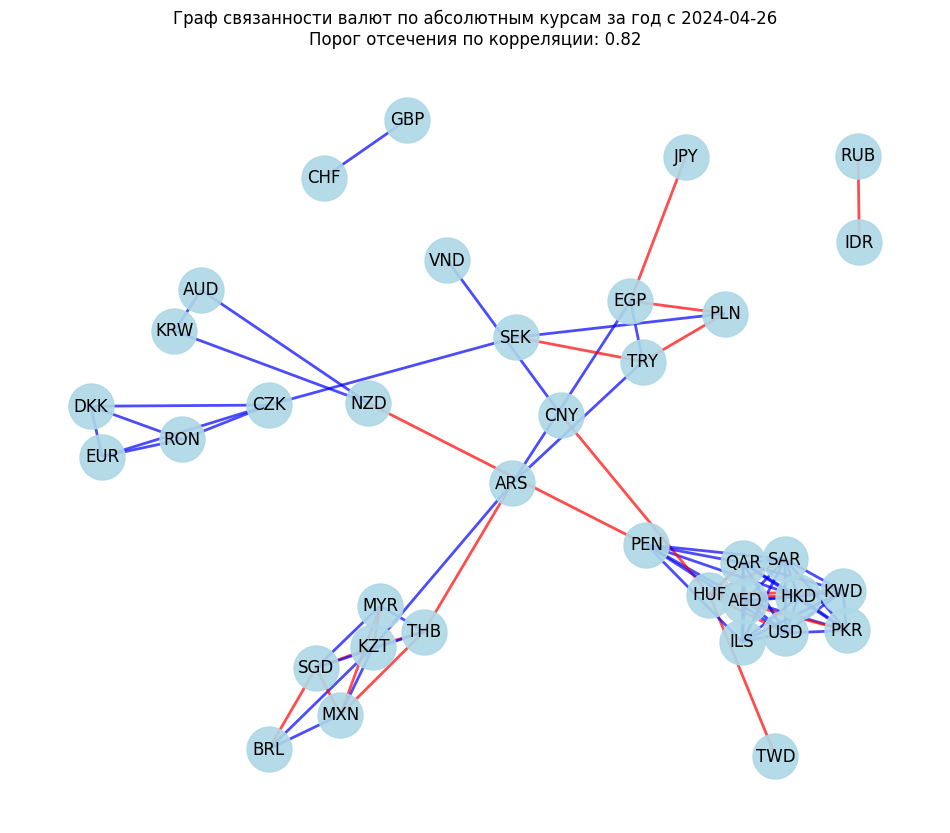 Граф связанности валют по абсолютным курсам за год с 2024-04-26
Порог отсечения по корреляции: 0.82
GBP
JPY
RUB
CHF
IDR
VND
AUD
EGP
PLN
KRW
SEK
TRY
DKK
CZK
NZD
CNY
RON
EUR
ARS
PEN
QAR
SAR
HUF
AED
HKD
KWD
MYR
THB
ILS
USD
PKR
KZT
SGD
MXN
BRL
TWD